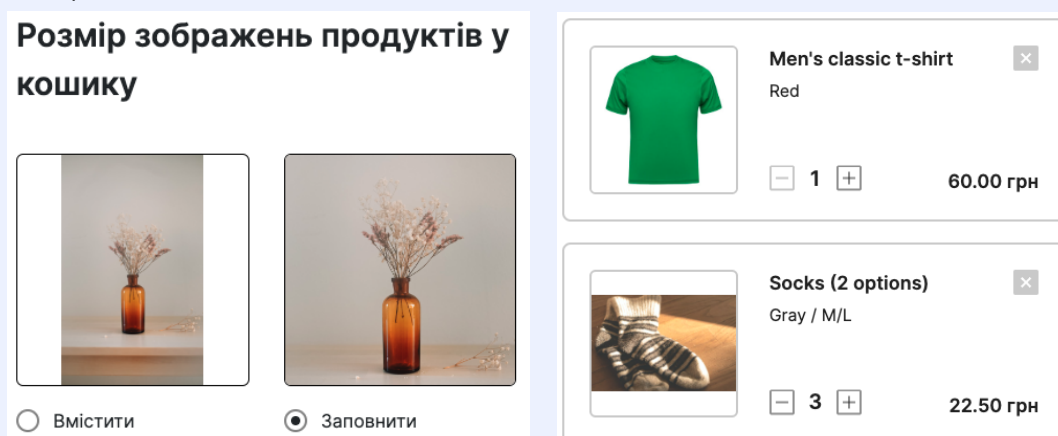 Розмір зображень продуктів у
кошику
Вмістити
Заповнити
Men's classic t-shirt
Red
1
60.00 грн
Socks (2 options)
Gray / M/L
3
22.50 грн